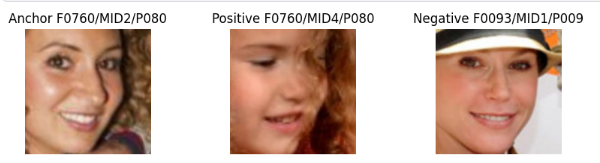 Anchor F0760/MID2/P080
Positive F0760/MID4/P080
Negative F0093/MID1/P009